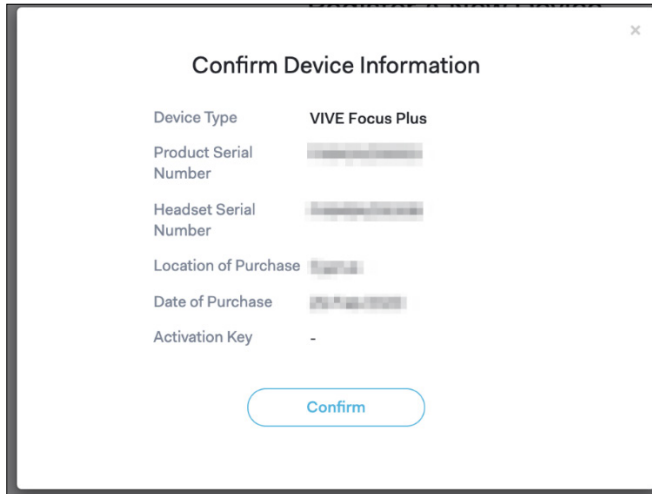 Confirm Device Information
Device Type VIVE Focus Plus
Product Serial
Number
Headset Serial
Number
Location of Purchase
Date of Purchase
Activation Key -
Confirm